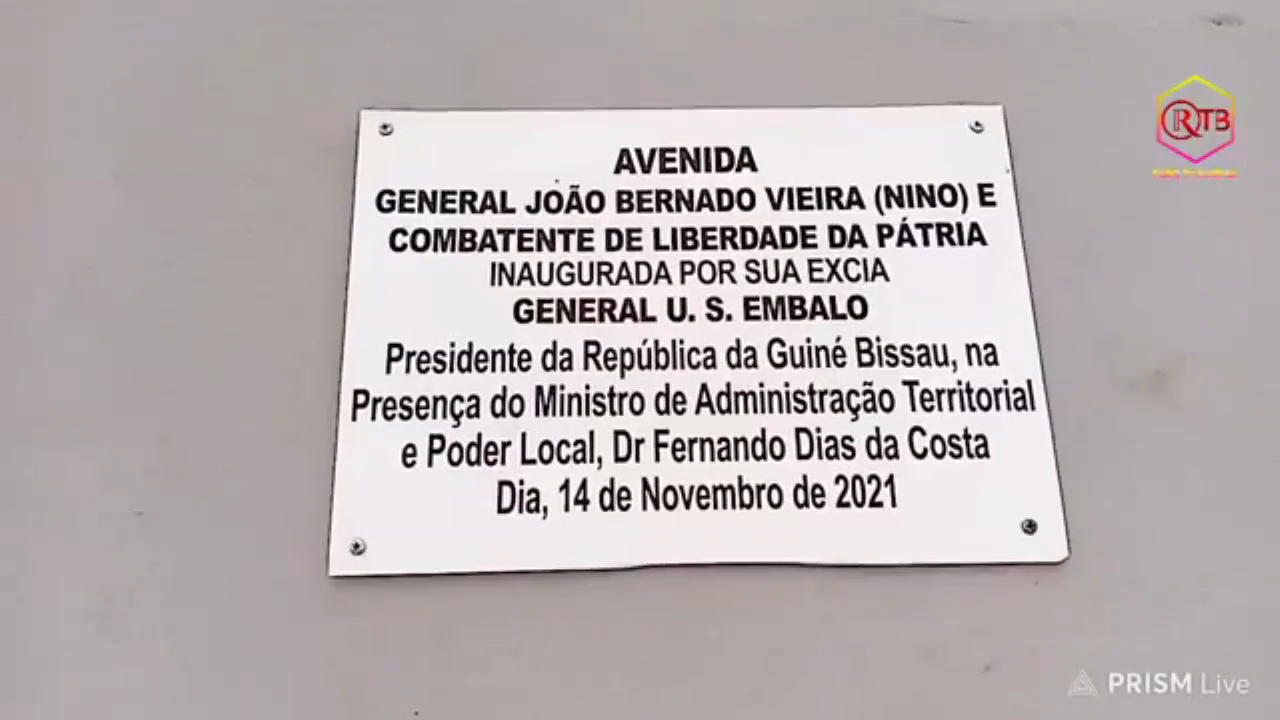 AVENIDA
GENERAL JOÃO BERNADO VIEIRA (NINO) E
COMBATENTE DE LIBERDADE DA PÁTRIA
INAUGURADA POR SUA EXCIA
GENERAL U. S. EMBALO
Presidente da República da Guiné Bissau, na
Presença do Ministro de Administração Territorial
e Poder Local, Dr Fernando Dias da Costa
Dia, 14 de Novembro de 2021
RTB
PRISM Live